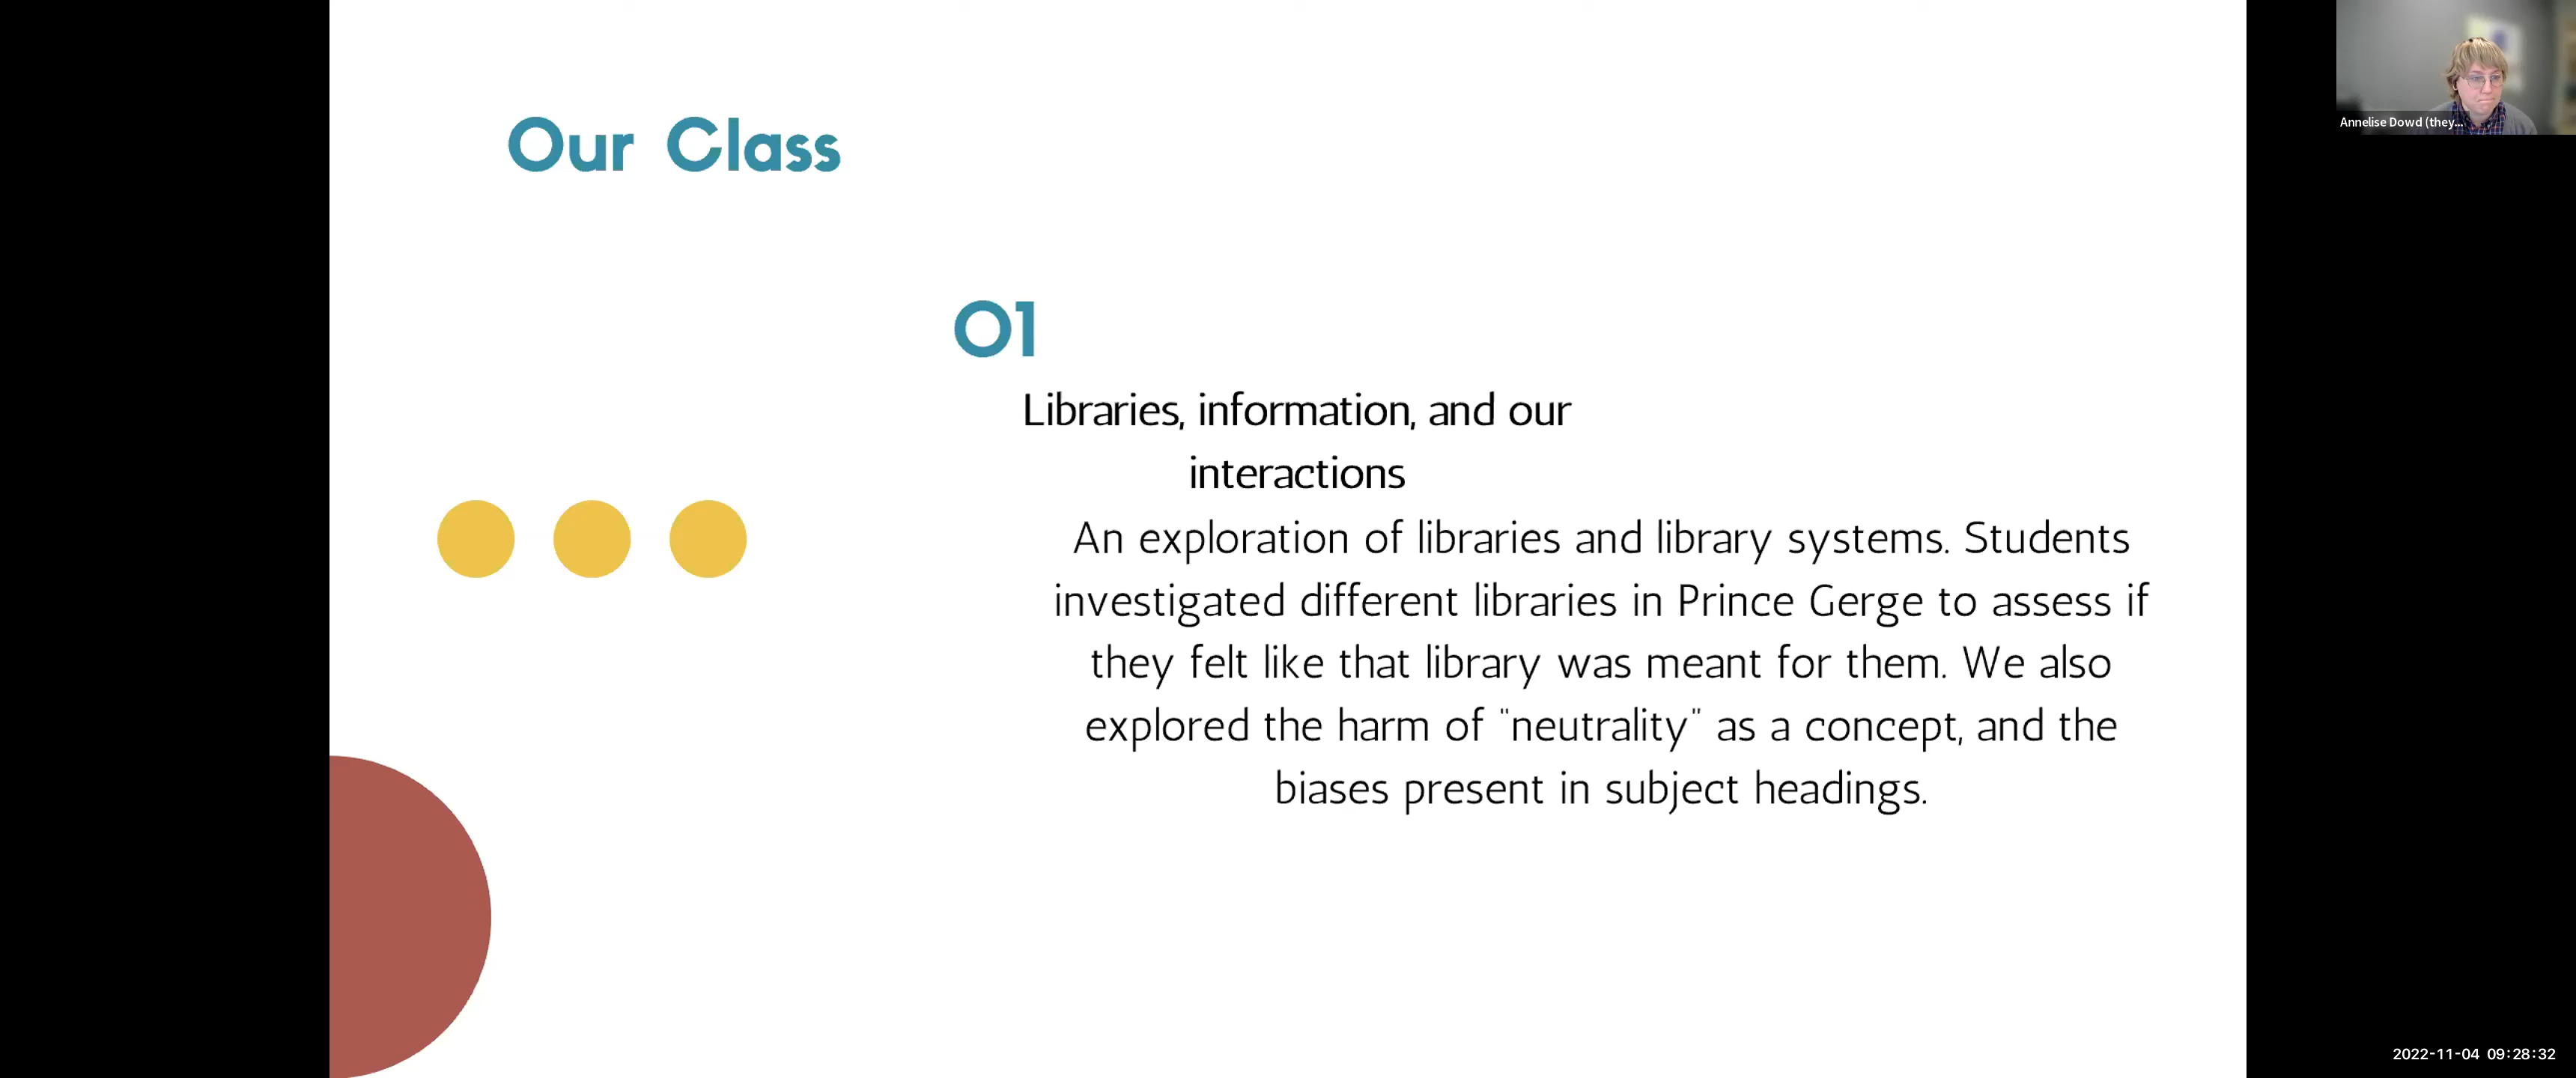 Our Class
01
Libraries, information, and our
interactions
An exploration of libraries and library systems. Students
investigated different libraries in Prince Gerge to assess if
they felt like that library was meant for them. We also
explored the harm of "neutrality" as a concept, and the
biases present in subject headings.
Annelise Dowd (they...
2022-11-04 09:28:32